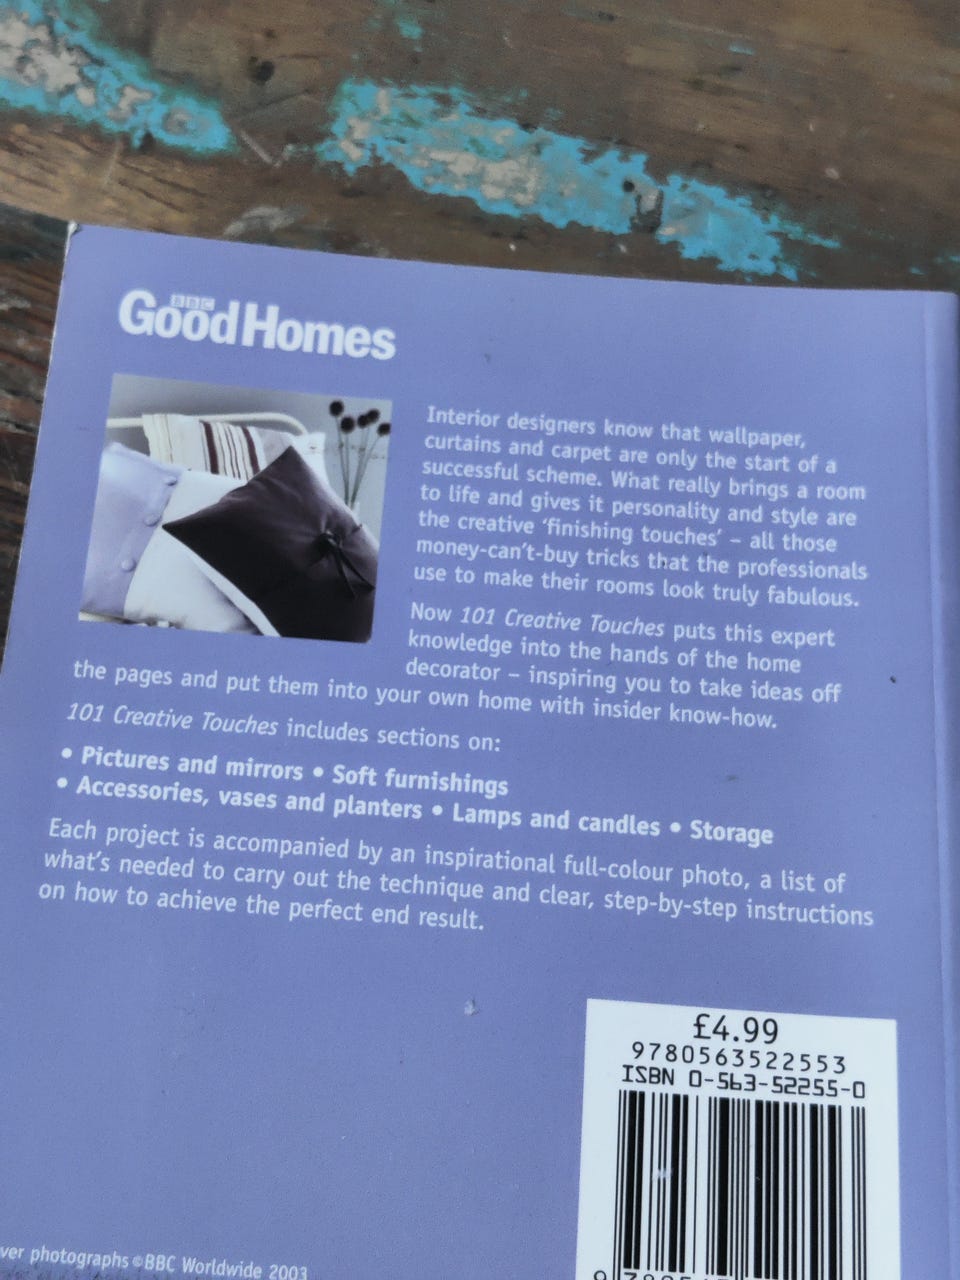 BBC
GoodHomes
Interior designers know that wallpaper,
curtains and carpet are only the start of a
successful scheme. What really brings a room
to life and gives it personality and style are
the creative ‘finishing touches’ – all those
money-can’t-buy tricks that the professionals
use to make their rooms look truly fabulous.
Now 101 Creative Touches puts this expert
knowledge into the hands of the home
decorator – inspiring you to take ideas off
the pages and put them into your own home with insider know-how.
101 Creative Touches includes sections on:
• Pictures and mirrors • Soft furnishings
• Accessories, vases and planters • Lamps and candles • Storage
Each project is accompanied by an inspirational full-colour photo, a list of
what’s needed to carry out the technique and clear, step-by-step instructions
on how to achieve the perfect end result.
£4.99
9780563522553
ISBN 0-563-52255-0
ver photographs ©BBC Worldwide 2003